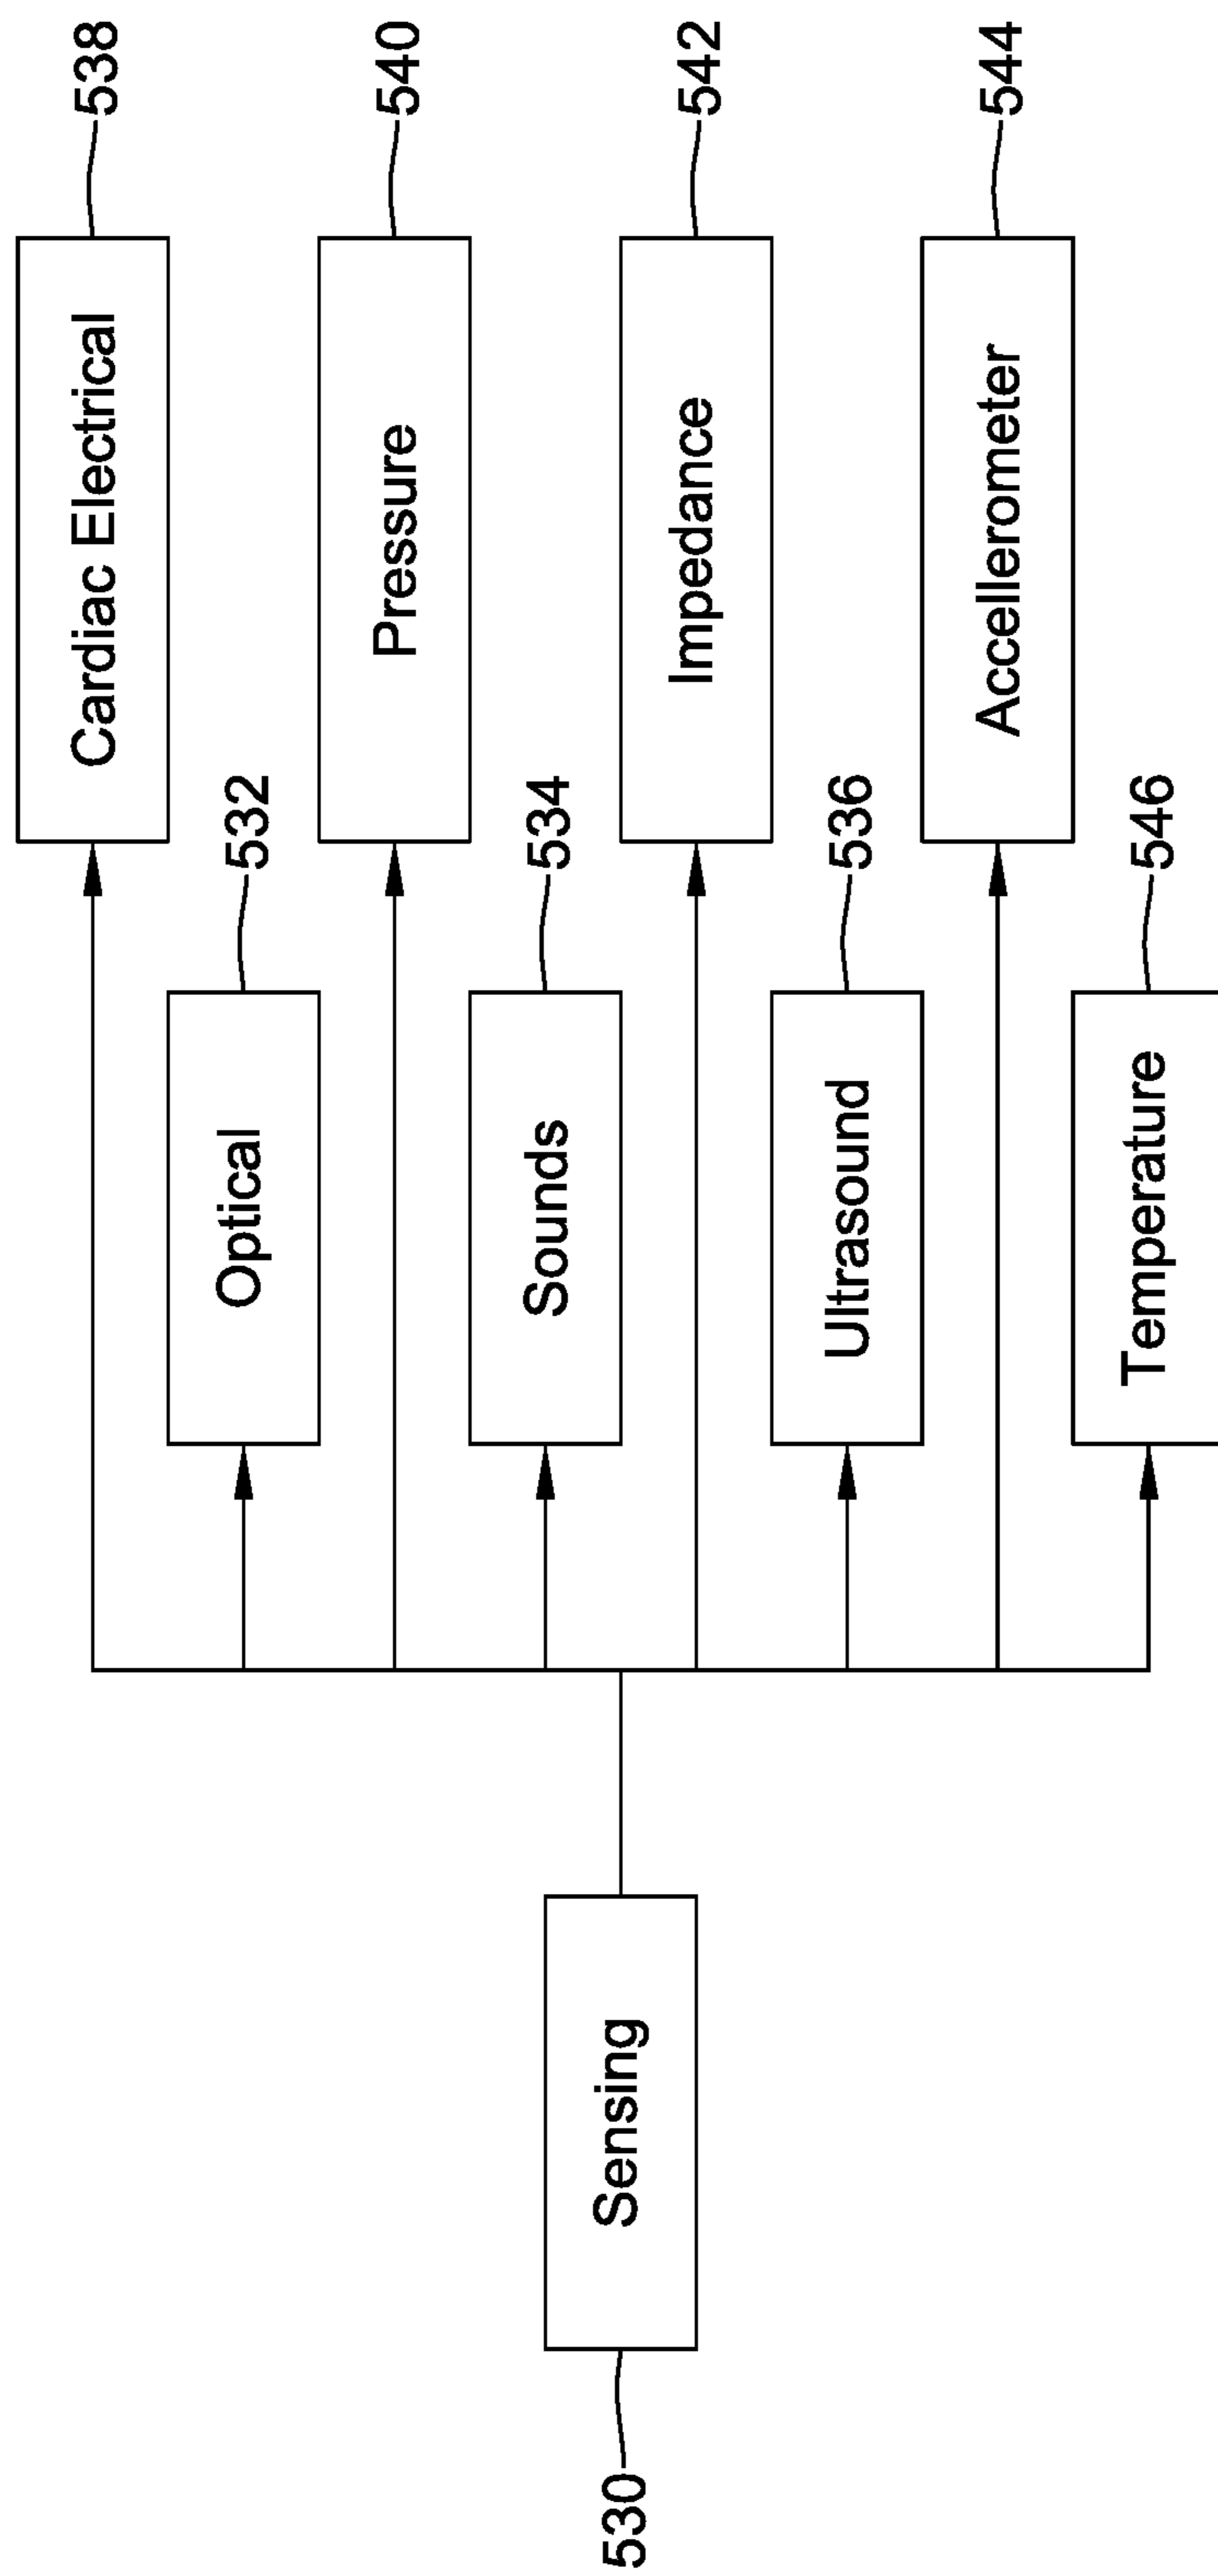 530
Sensing
538
Cardiac Electrical
532
Optical
540
Pressure
534
Sounds
542
Impedance
536
Ultrasound
544
Accellerometer
546
Temperature